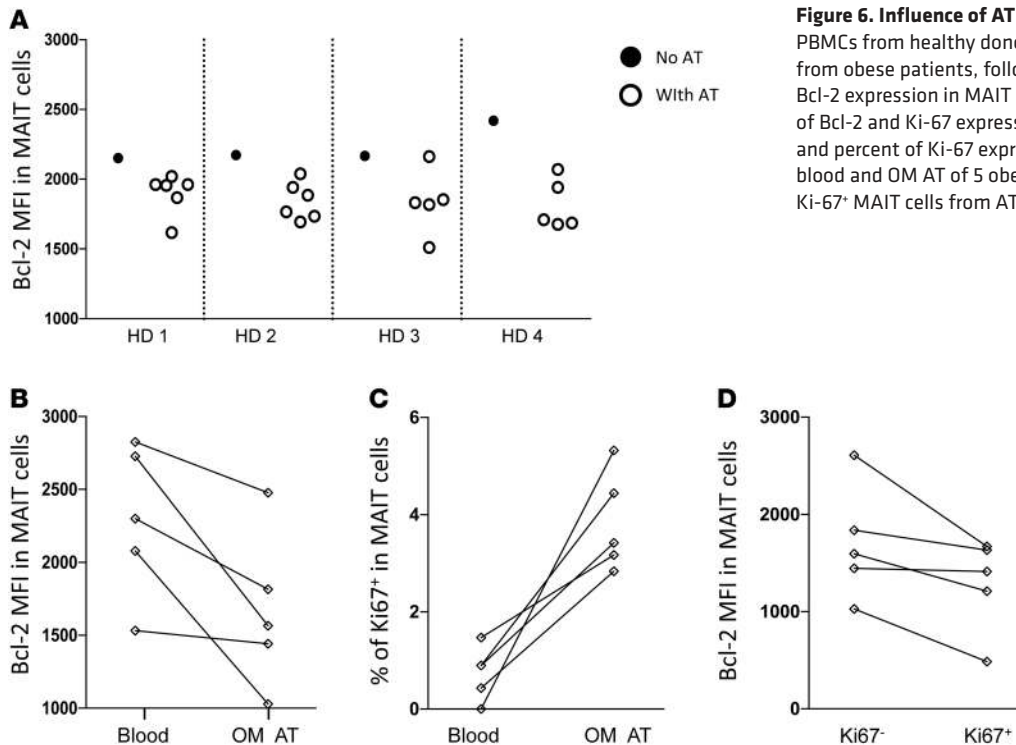 A
Bcl-2 MFI in MAIT cells
3000
2500
2000
1500
1000
HD 1
HD 2
HD 3
HD 4
No AT
WIth AT
Figure 6. Influence of AT
PBMCs from healthy done
from obese patients, follo
Bcl-2 expression in MAIT
of Bcl-2 and Ki-67 express
and percent of Ki-67 expre
blood and OM AT of 5 obe
Ki-67⁺ MAIT cells from AT
B
Bcl-2 MFI in MAIT cells
3000
2500
2000
1500
1000
Blood
OM AT
C
% of Ki67⁺ in MAIT cells
6
4
2
0
Blood
OM AT
D
Bcl-2 MFI in MAIT cells
3000
2000
1000
0
Ki67⁻
Ki67⁺